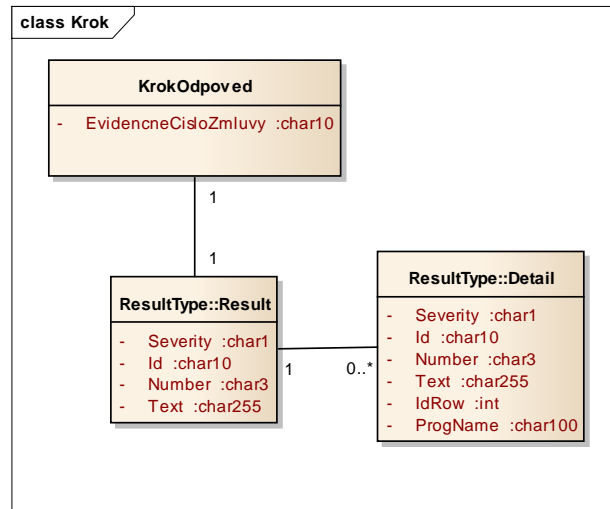 class Krok
KrokOdpoved
- EvidencneCisloZmluvy :char10
1
1
ResultType::Result
- Severity :char1
- Id :char10
- Number :char3
- Text :char255
1
0..*
ResultType::Detail
- Severity :char1
- Id :char10
- Number :char3
- Text :char255
- IdRow :int
- ProgName :char100